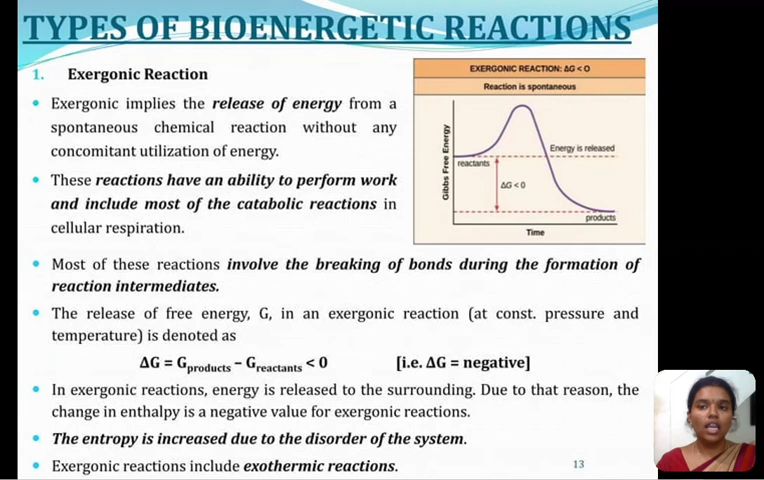 TYPES OF BIOENERGETIC REACTIONS
1. Exergonic Reaction
• Exergonic implies the release of energy from a
spontaneous chemical reaction without any
concomitant utilization of energy.
• These reactions have an ability to perform work
and include most of the catabolic reactions in
cellular respiration.
EXERGONIC REACTION: ΔG < O
Reaction is spontaneous
Gibbs Free Energy
reactants
Energy is released
ΔG < 0
products
Time
• Most of these reactions involve the breaking of bonds during the formation of
reaction intermediates.
• The release of free energy, G, in an exergonic reaction (at const. pressure and
temperature) is denoted as
ΔG = Gproducts – Greactants < 0 [i.e. ΔG = negative]
• In exergonic reactions, energy is released to the surrounding. Due to that reason, the
change in enthalpy is a negative value for exergonic reactions.
• The entropy is increased due to the disorder of the system.
• Exergonic reactions include exothermic reactions.
13